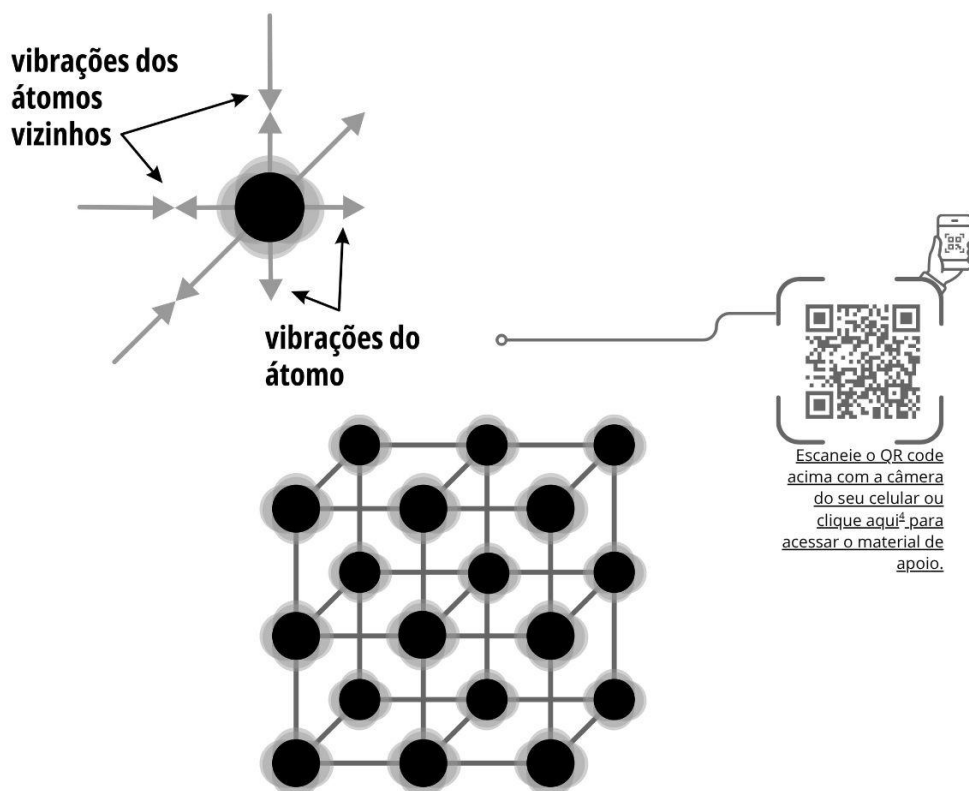 vibrações dos
átomos
vizinhos
vibrações do
átomo
Escaneie o QR code
acima com a câmera
do seu celular ou
clique aqui⁴ para
acessar o material de
apoio.